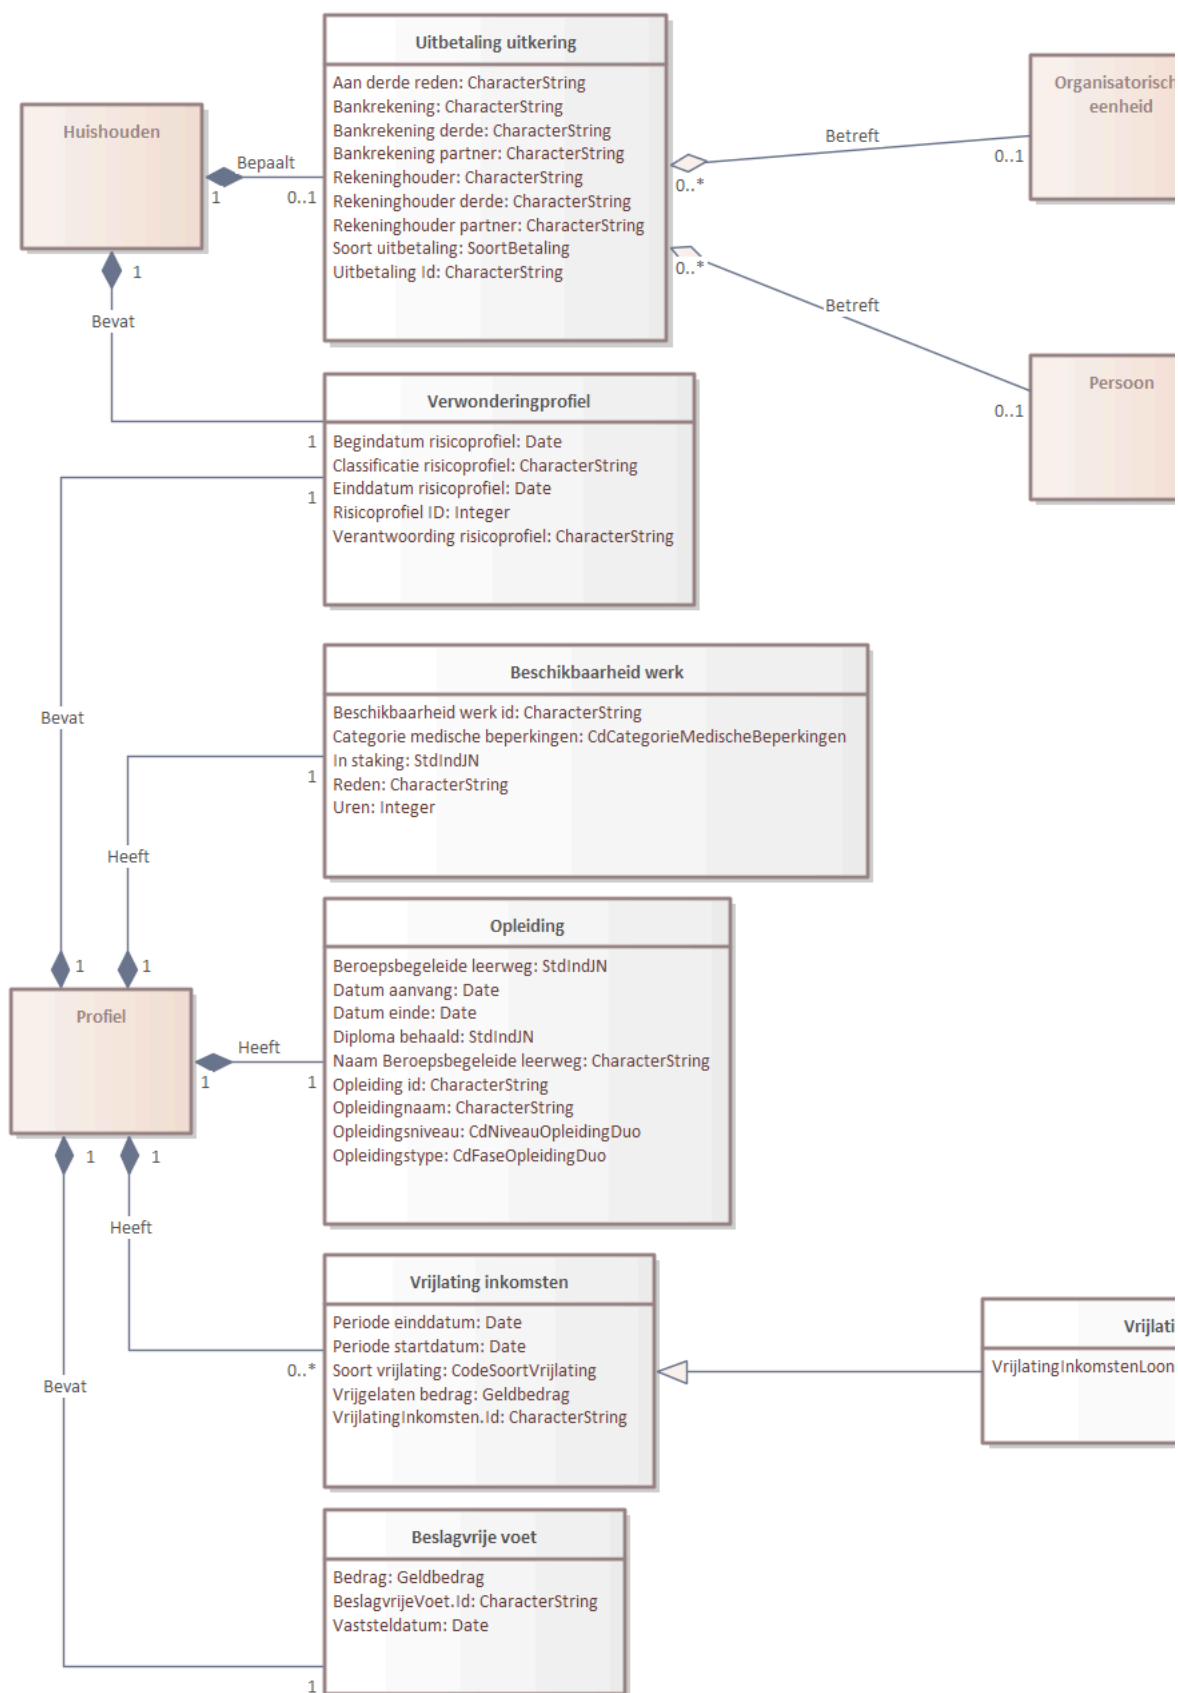 Uitbetaling uitkering
Aan derde reden: CharacterString
Bankrekening: CharacterString
Bankrekening derde: CharacterString
Bankrekening partner: CharacterString
Rekeninghouder: CharacterString
Rekeninghouder derde: CharacterString
Rekeninghouder partner: CharacterString
Soort uitbetaling: SoortBetaling
Uitbetaling Id: CharacterString
Organisatorisch
eenheid
Huishouden
Bepaalt
1
0..1
Betreft
0..*
0..1
Betreft
0..*
0..1
Persoon
1
Bevat
1
Verwonderingprofiel
Begindatum risicoprofiel: Date
Classificatie risicoprofiel: CharacterString
Einddatum risicoprofiel: Date
Risicoprofiel ID: Integer
Verantwoording risicoprofiel: CharacterString
1
Bevat
1
Beschikbaarheid werk
Beschikbaarheid werk id: CharacterString
Categorie medische beperkingen: CdCategorieMedischeBeperkingen
In staking: StdIndJN
Reden: CharacterString
Uren: Integer
1
Heeft
1
Opleiding
Beroepsbegeleide leerweg: StdIndJN
Datum aanvang: Date
Datum einde: Date
Diploma behaald: StdIndJN
Naam Beroepsbegeleide leerweg: CharacterString
Opleiding id: CharacterString
Opleidingnaam: CharacterString
Opleidingsniveau: CdNiveauOpleidingDuo
Opleidingstype: CdFaseOpleidingDuo
Profiel
Heeft
1
1
1
1
Heeft
0..*
Vrijlating inkomsten
Periode einddatum: Date
Periode startdatum: Date
Soort vrijlating: CodeSoortVrijlating
Vrijgelaten bedrag: Geldbedrag
VrijlatingInkomsten.Id: CharacterString
Vrijlati
VrijlatingInkomstenLoon
Bevat
1
Beslagvrije voet
Bedrag: Geldbedrag
BeslagvrijeVoet.Id: CharacterString
Vaststeldatum: Date